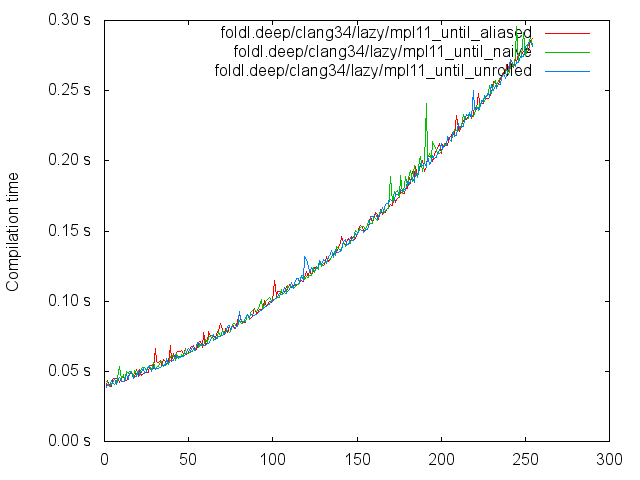 0.30 s
foldl.deep/clang34/lazy/mpl11_until_aliased
foldl.deep/clang34/lazy/mpl11_until_naive
foldl.deep/clang34/lazy/mpl11_until_unrolled
0.25 s
0.20 s
0.15 s
0.10 s
0.05 s
0.00 s
Compilation time
0 50 100 150 200 250 300